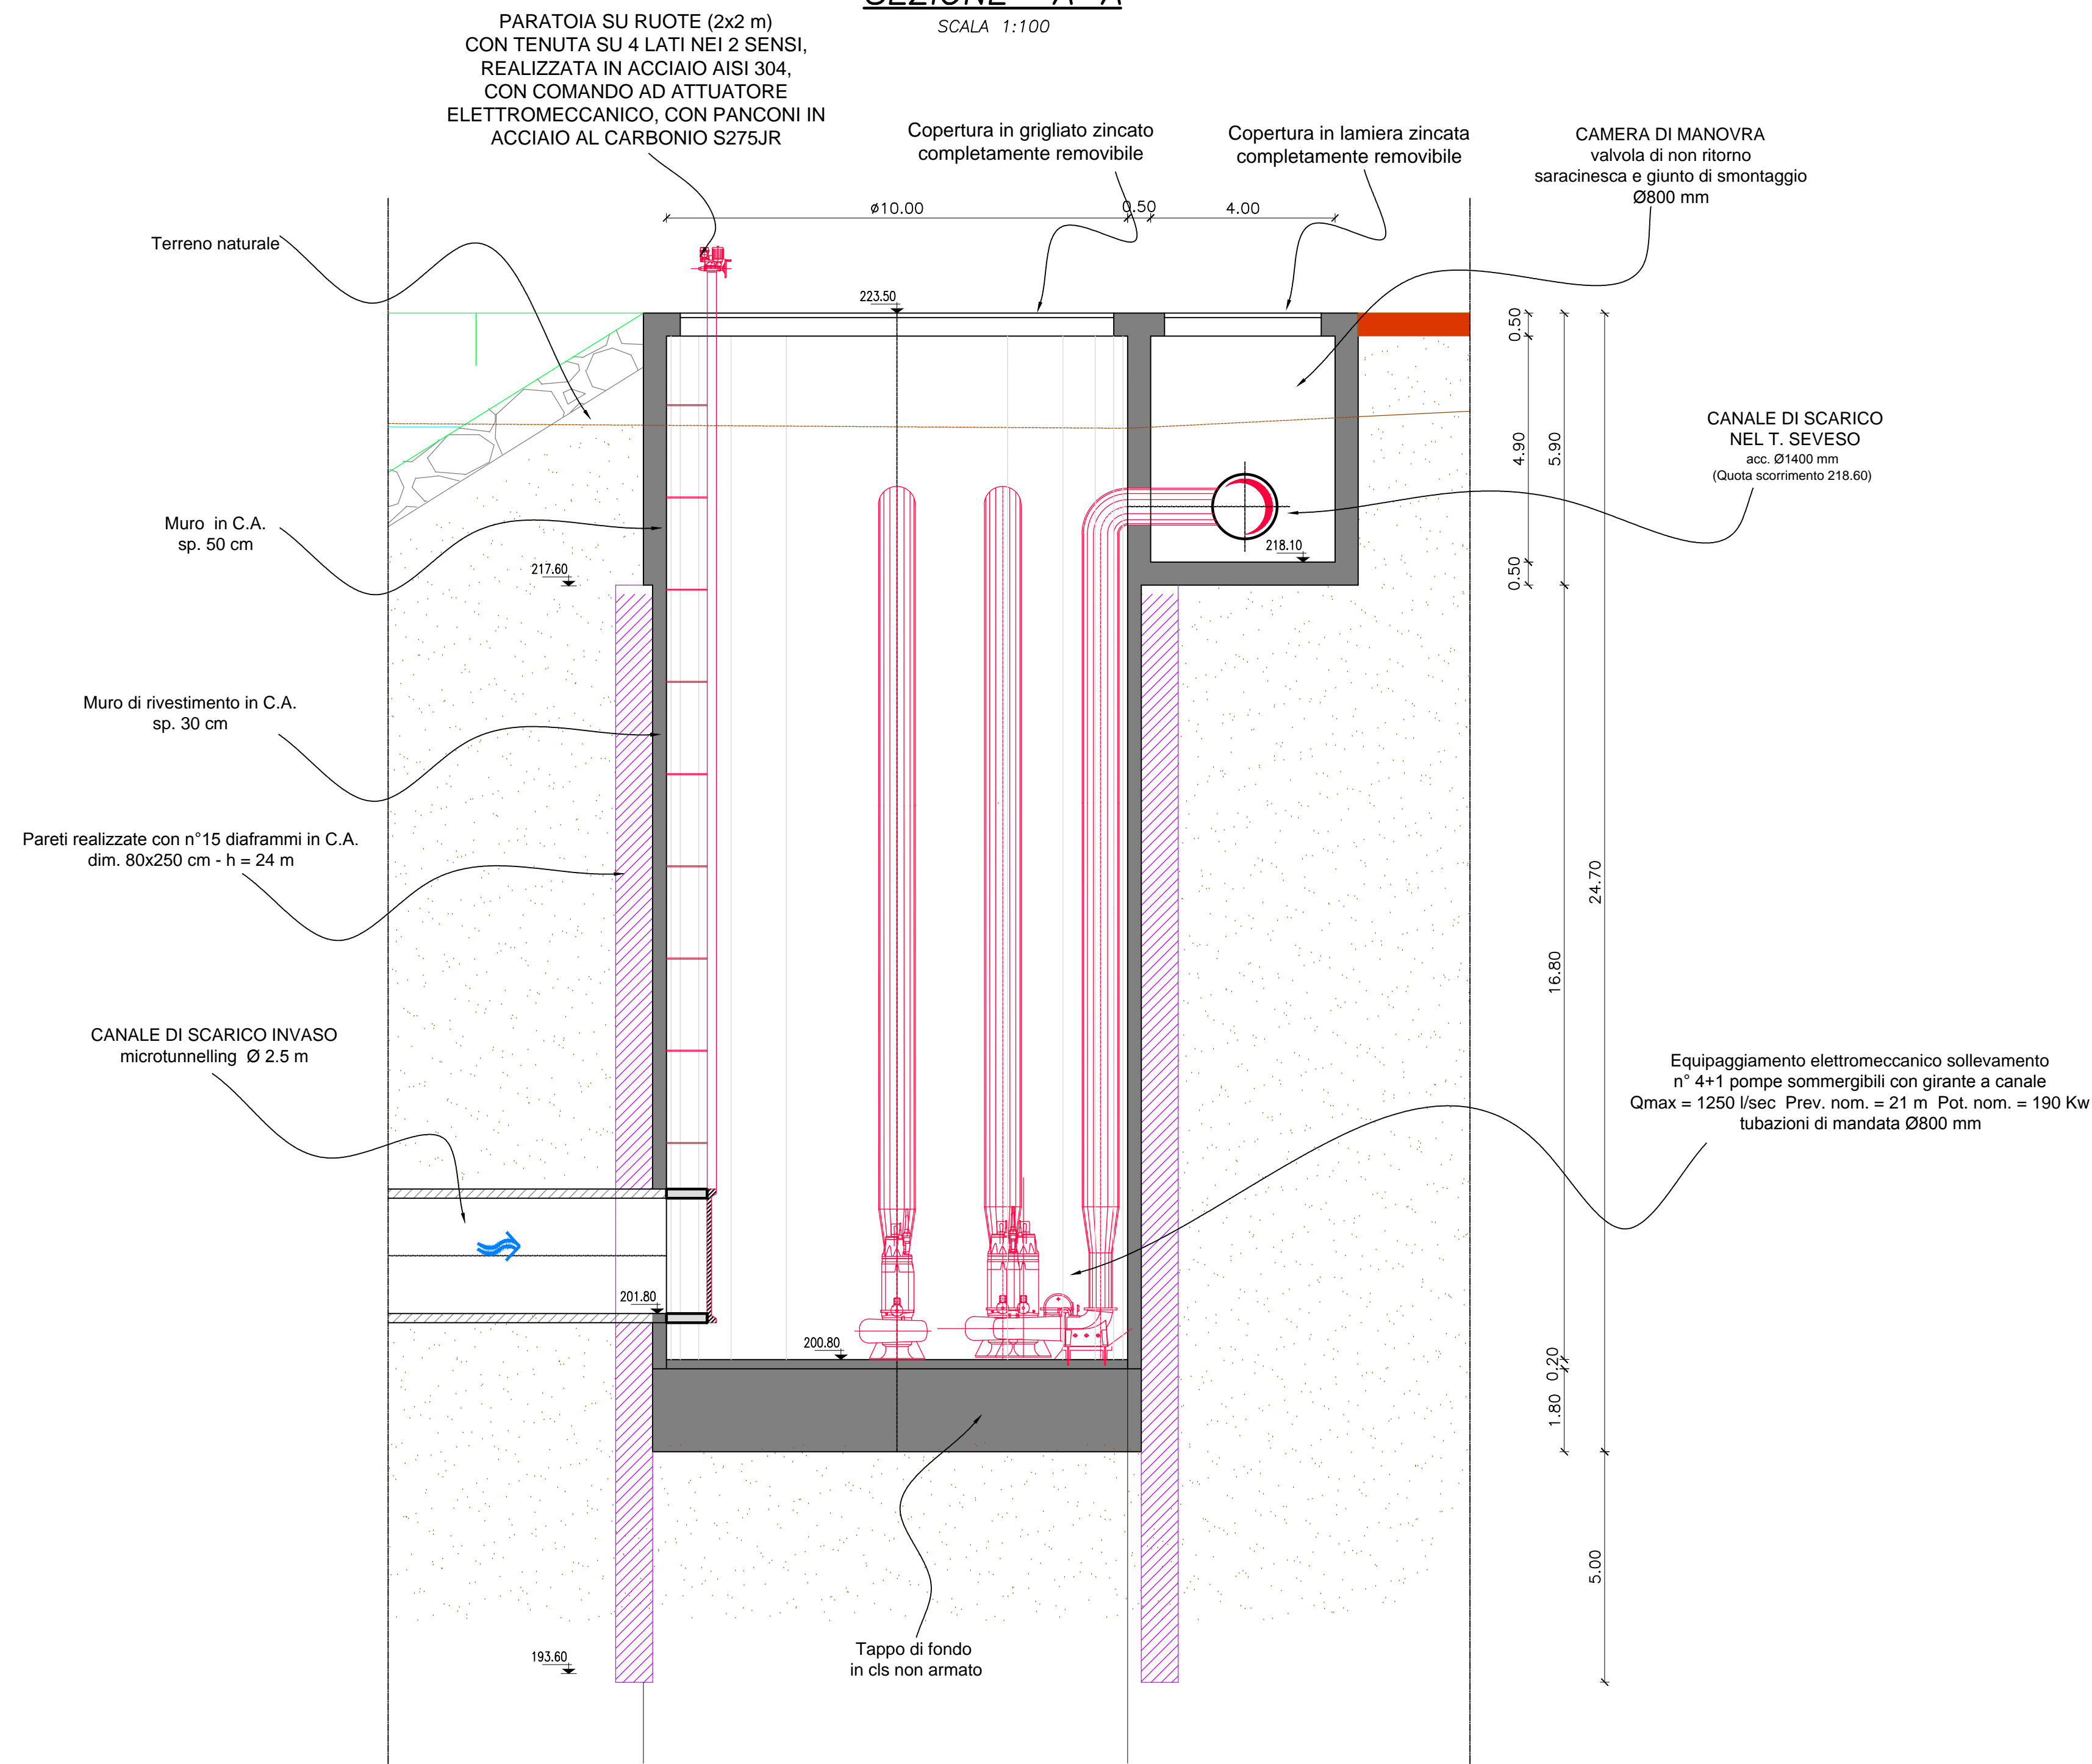 SEZIONE A-A
SCALA 1:100
PARATOIA SU RUOTE (2x2 m)
CON TENUTA SU 4 LATI NEI 2 SENSI,
REALIZZATA IN ACCIAIO AISI 304,
CON COMANDO AD ATTUATORE
ELETTROMECCANICO, CON PANCONI IN
ACCIAIO AL CARBONIO S275JR
Copertura in grigliato zincato
completamente removibile
Copertura in lamiera zincata
completamente removibile
CAMERA DI MANOVRA
valvola di non ritorno
saracinesca e giunto di smontaggio
Ø800 mm
ø10.00
0.50
4.00
Terreno naturale
223.50
0.50
4.90
5.90
0.50
CANALE DI SCARICO
NEL T. SEVESO
acc. Ø1400 mm
(Quota scorrimento 218.60)
Muro in C.A.
sp. 50 cm
217.60
218.10
Muro di rivestimento in C.A.
sp. 30 cm
Pareti realizzate con n°15 diaframmi in C.A.
dim. 80x250 cm - h = 24 m
24.70
16.80
CANALE DI SCARICO INVASO
microtunnelling Ø 2.5 m
Equipaggiamento elettromeccanico sollevamento
n° 4+1 pompe sommergibili con girante a canale
Qmax = 1250 l/sec Prev. nom. = 21 m Pot. nom. = 190 Kw
tubazioni di mandata Ø800 mm
201.80
200.80
0.20
1.80
5.00
193.60
Tappo di fondo
in cls non armato